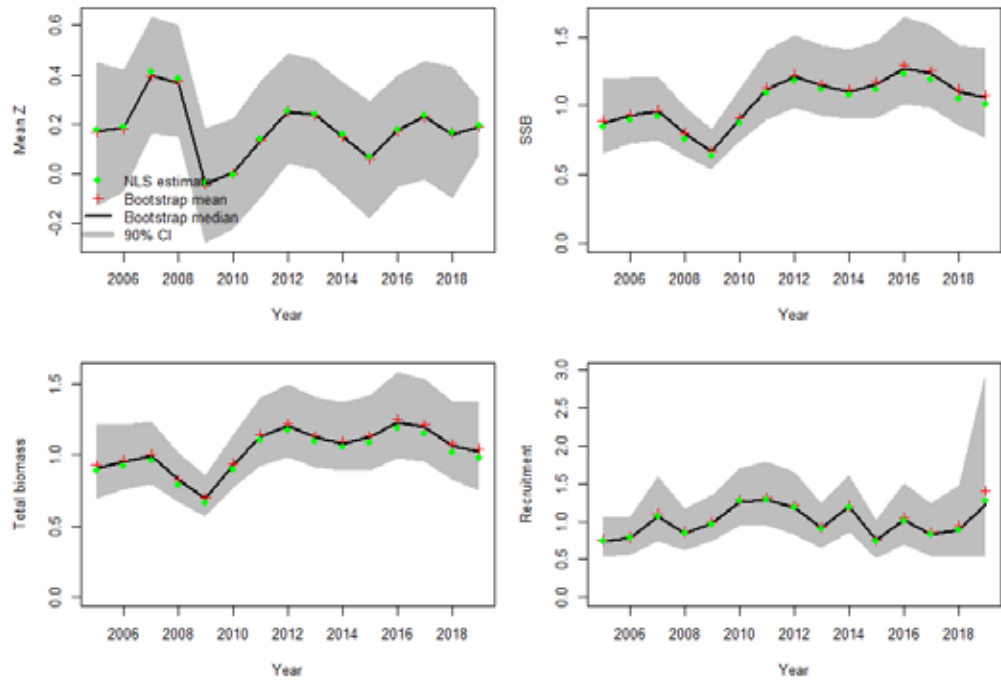 Mean Z
0.6
0.4
0.2
0.0
-0.2
NLS estimate
Bootstrap mean
Bootstrap median
90% CI
2006 2008 2010 2012 2014 2016 2018
Year
SSB
1.5
1.0
0.5
0.0
2006 2008 2010 2012 2014 2016 2018
Year
Total biomass
1.5
1.0
0.5
0.0
2006 2008 2010 2012 2014 2016 2018
Year
Recruitment
3.0
2.5
2.0
1.5
1.0
0.5
0.0
2006 2008 2010 2012 2014 2016 2018
Year